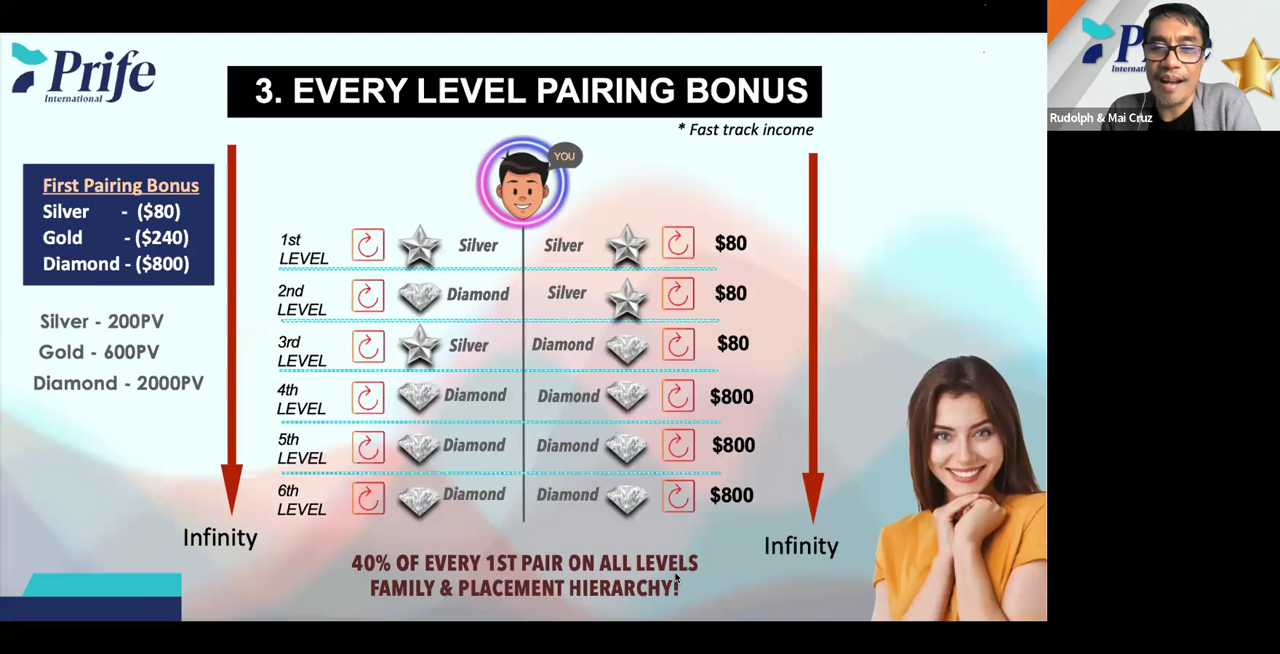 Prife
International
3. EVERY LEVEL PAIRING BONUS
* Fast track income
YOU
First Pairing Bonus
Silver - ($80)
Gold - ($240)
Diamond - ($800)
Silver - 200PV
Gold - 600PV
Diamond - 2000PV
1st LEVEL Silver Silver $80
2nd LEVEL Diamond Silver $80
3rd LEVEL Silver Diamond $80
4th LEVEL Diamond Diamond $800
5th LEVEL Diamond Diamond $800
6th LEVEL Diamond Diamond $800
Infinity
Infinity
40% OF EVERY 1ST PAIR ON ALL LEVELS
FAMILY & PLACEMENT HIERARCHY!
Rudolph & Mai Cruz